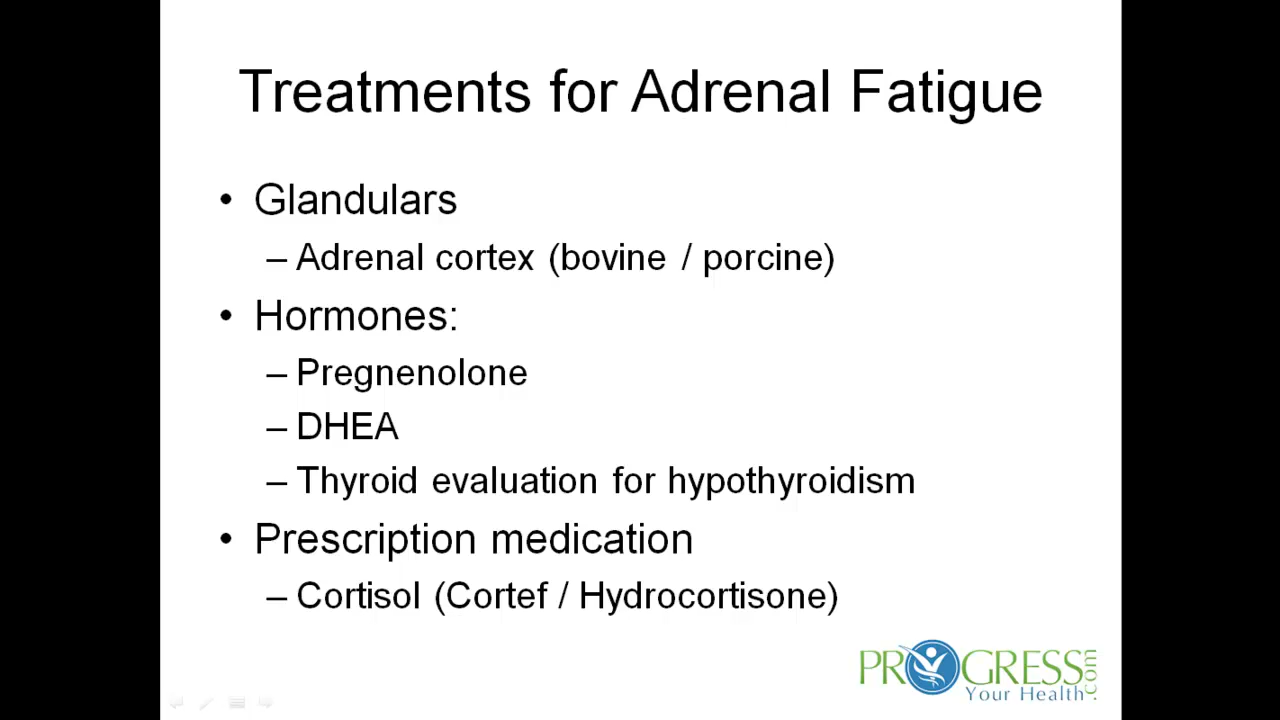 Treatments for Adrenal Fatigue
• Glandulars
– Adrenal cortex (bovine / porcine)
• Hormones:
– Pregnenolone
– DHEA
– Thyroid evaluation for hypothyroidism
• Prescription medication
– Cortisol (Cortef / Hydrocortisone)
PROGRESS .com
Your Health